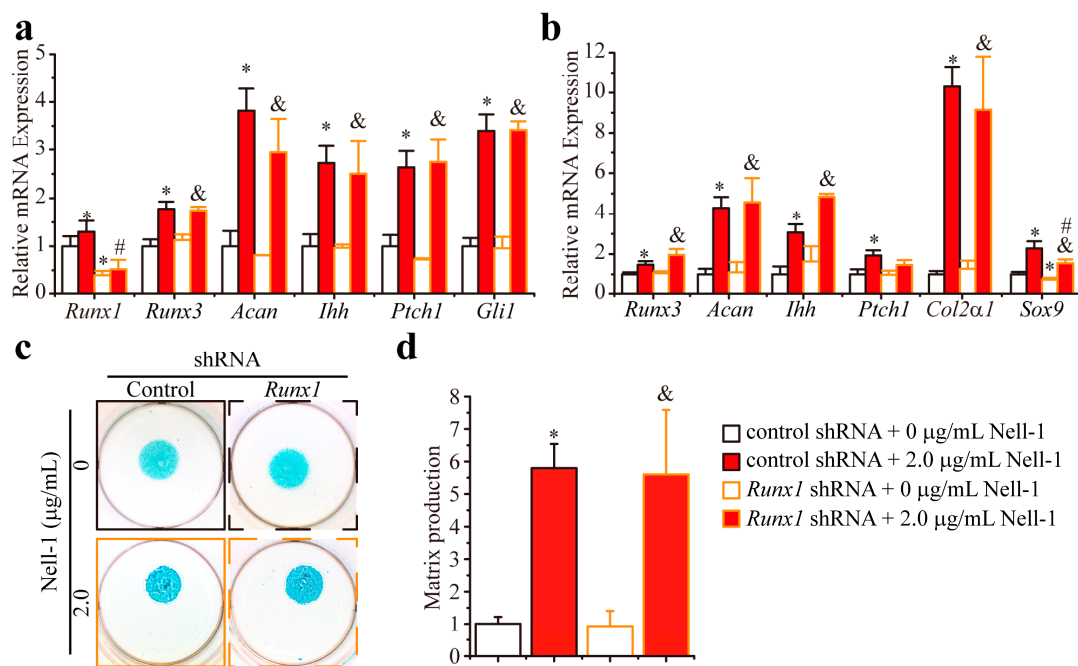 a
Relative mRNA Expression
5
4
3
2
1
0
* * # * & * & * & * & * &
Runx1 Runx3 Acan Ihh Ptch1 Gli1
b
Relative mRNA Expression
12
10
8
6
4
2
0
* & * & * & * * & * * # &
Runx3 Acan Ihh Ptch1 Col2α1 Sox9
c
shRNA
Control Runx1
Nell-1 (μg/mL)
0
2.0
d
Matrix production
8
7
6
5
4
3
2
1
0
* &
control shRNA + 0 μg/mL Nell-1
control shRNA + 2.0 μg/mL Nell-1
Runx1 shRNA + 0 μg/mL Nell-1
Runx1 shRNA + 2.0 μg/mL Nell-1